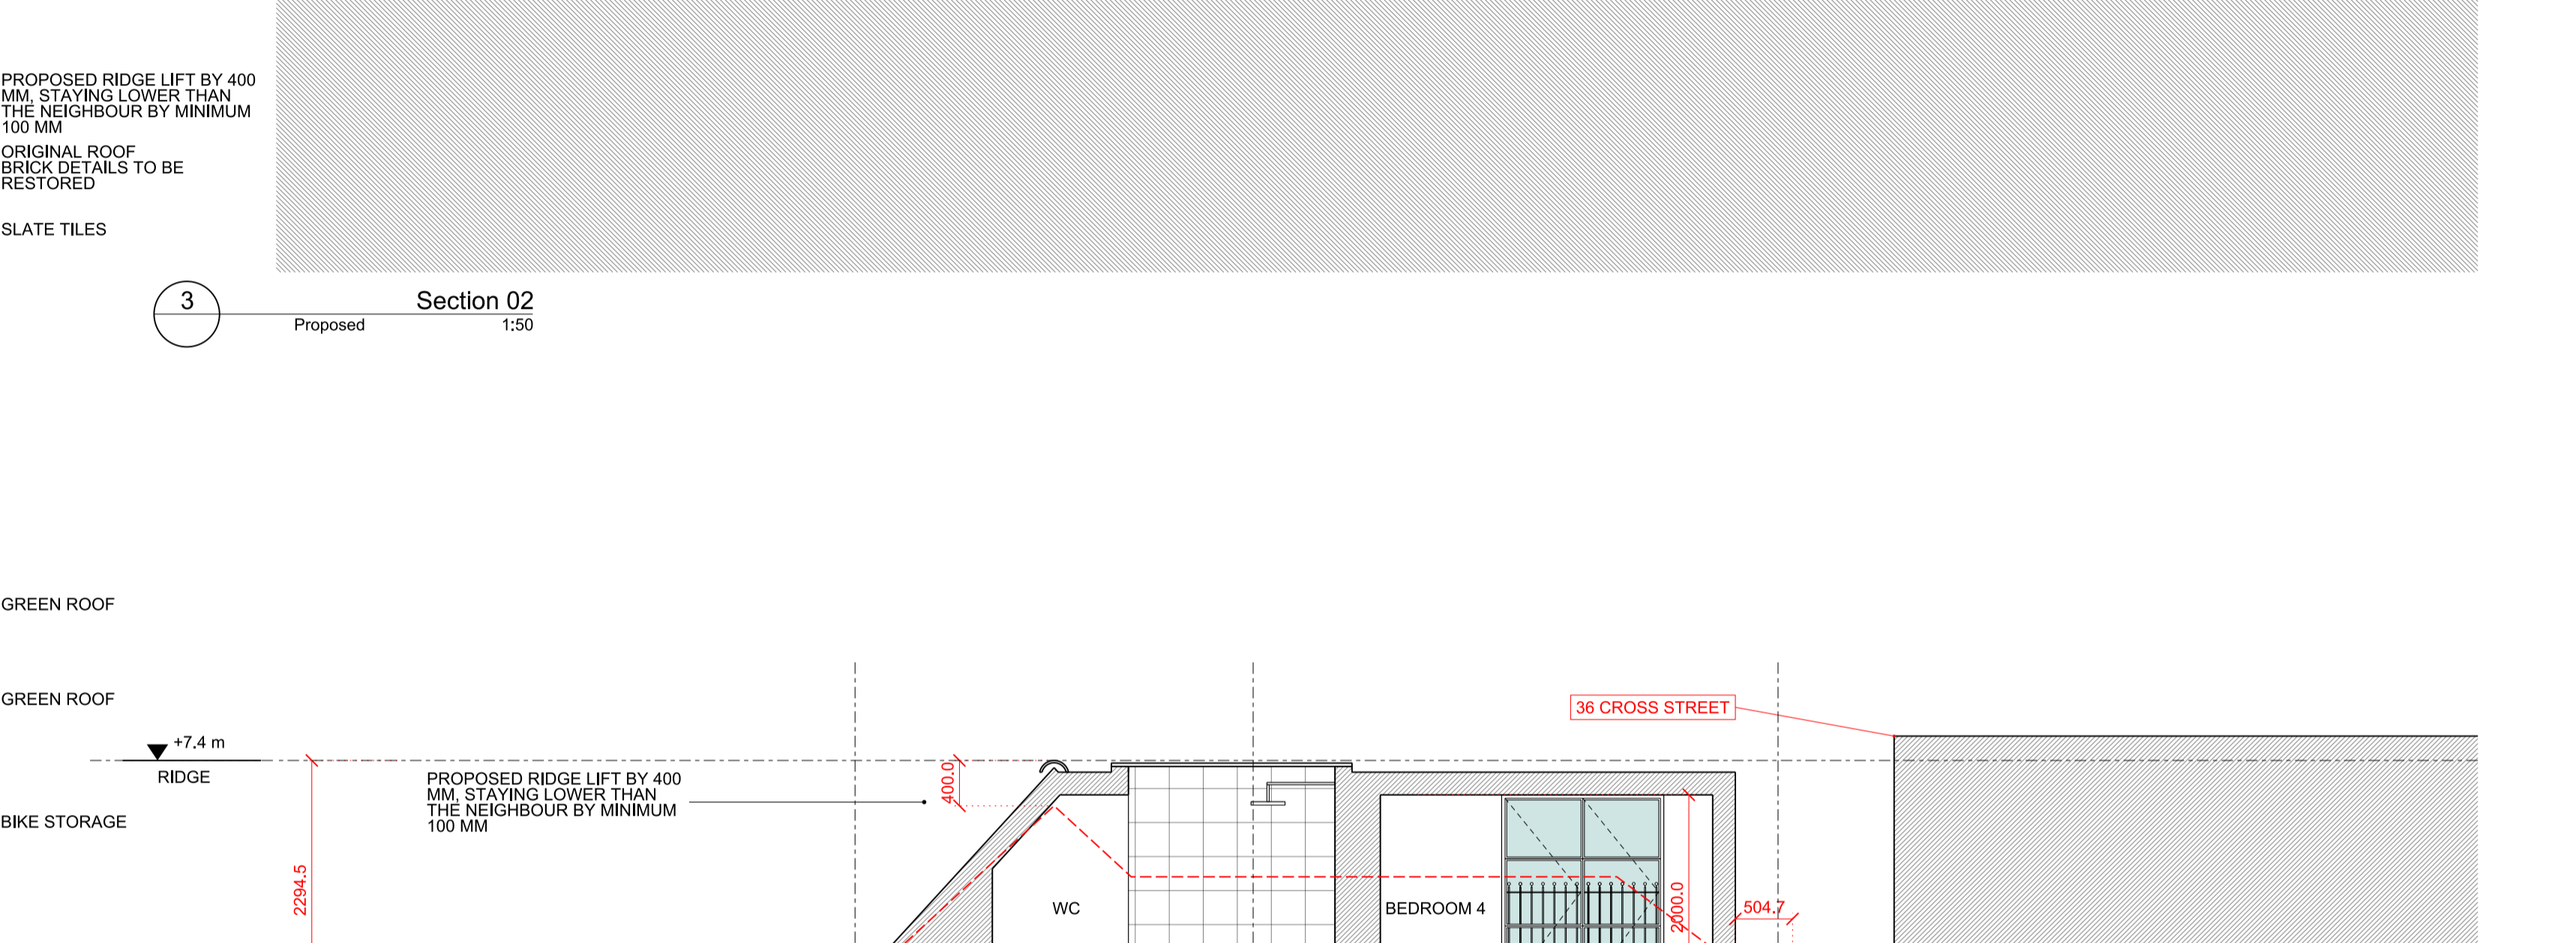 PROPOSED RIDGE LIFT BY 400
MM, STAYING LOWER THAN
THE NEIGHBOUR BY MINIMUM
100 MM
ORIGINAL ROOF
BRICK DETAILS TO BE
RESTORED
SLATE TILES
3
Section 02
Proposed
1:50
GREEN ROOF
GREEN ROOF
36 CROSS STREET
+7.4 m
RIDGE
PROPOSED RIDGE LIFT BY 400
MM, STAYING LOWER THAN
THE NEIGHBOUR BY MINIMUM
100 MM
400.0
BIKE STORAGE
2294.5
WC
BEDROOM 4
2000.0
504.7